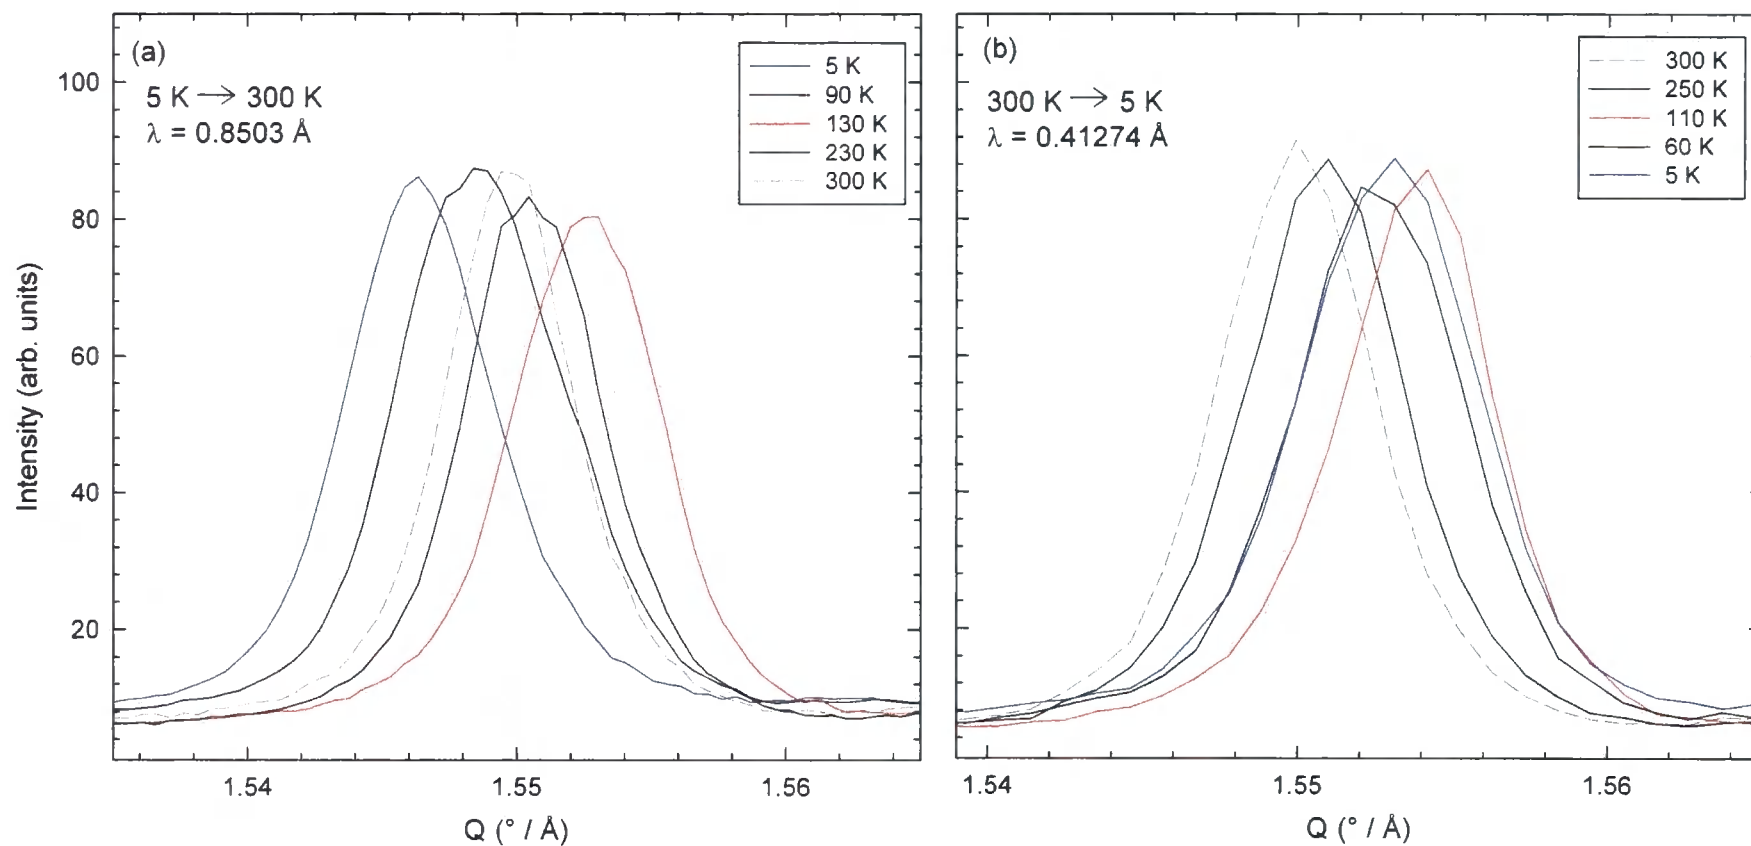 (a)
5 K → 300 K
λ = 0.8503 Å
5 K
90 K
130 K
230 K
300 K
100
80
60
40
20
Intensity (arb. units)
1.54
1.55
1.56
Q (° / Å)
(b)
300 K → 5 K
λ = 0.41274 Å
300 K
250 K
110 K
60 K
5 K
1.54
1.55
1.56
Q (° / Å)